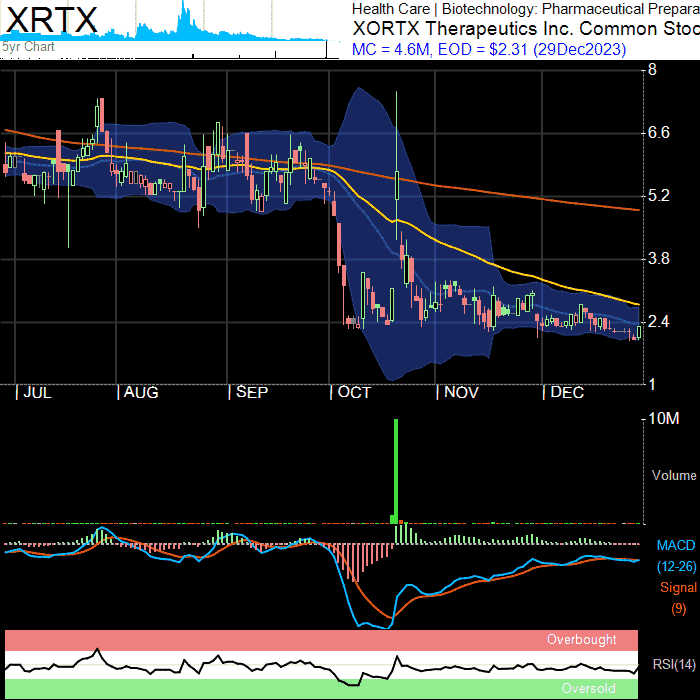 XRTX
5yr Chart
Health Care | Biotechnology: Pharmaceutical Prepara
XORTX Therapeutics Inc. Common Stoc
MC = 4.6M, EOD = $2.31 (29Dec2023)
8
6.6
5.2
3.8
2.4
1
JUL AUG SEP OCT NOV DEC
10M
Volume
MACD
(12-26)
Signal
(9)
Overbought
RSI(14)
Oversold